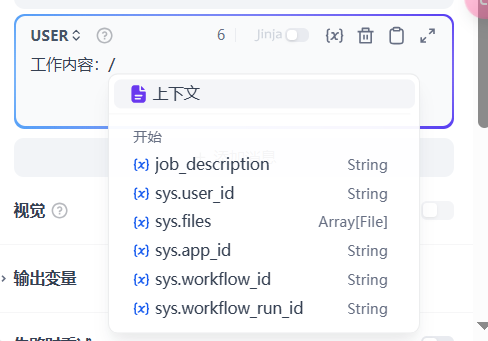 USER 6 Jinja {x}
工作内容：/
上下文
开始
{x} job_description String
{x} sys.user_id String
{x} sys.files Array[File]
{x} sys.app_id String
{x} sys.workflow_id String
{x} sys.workflow_run_id String
视觉
输出变量